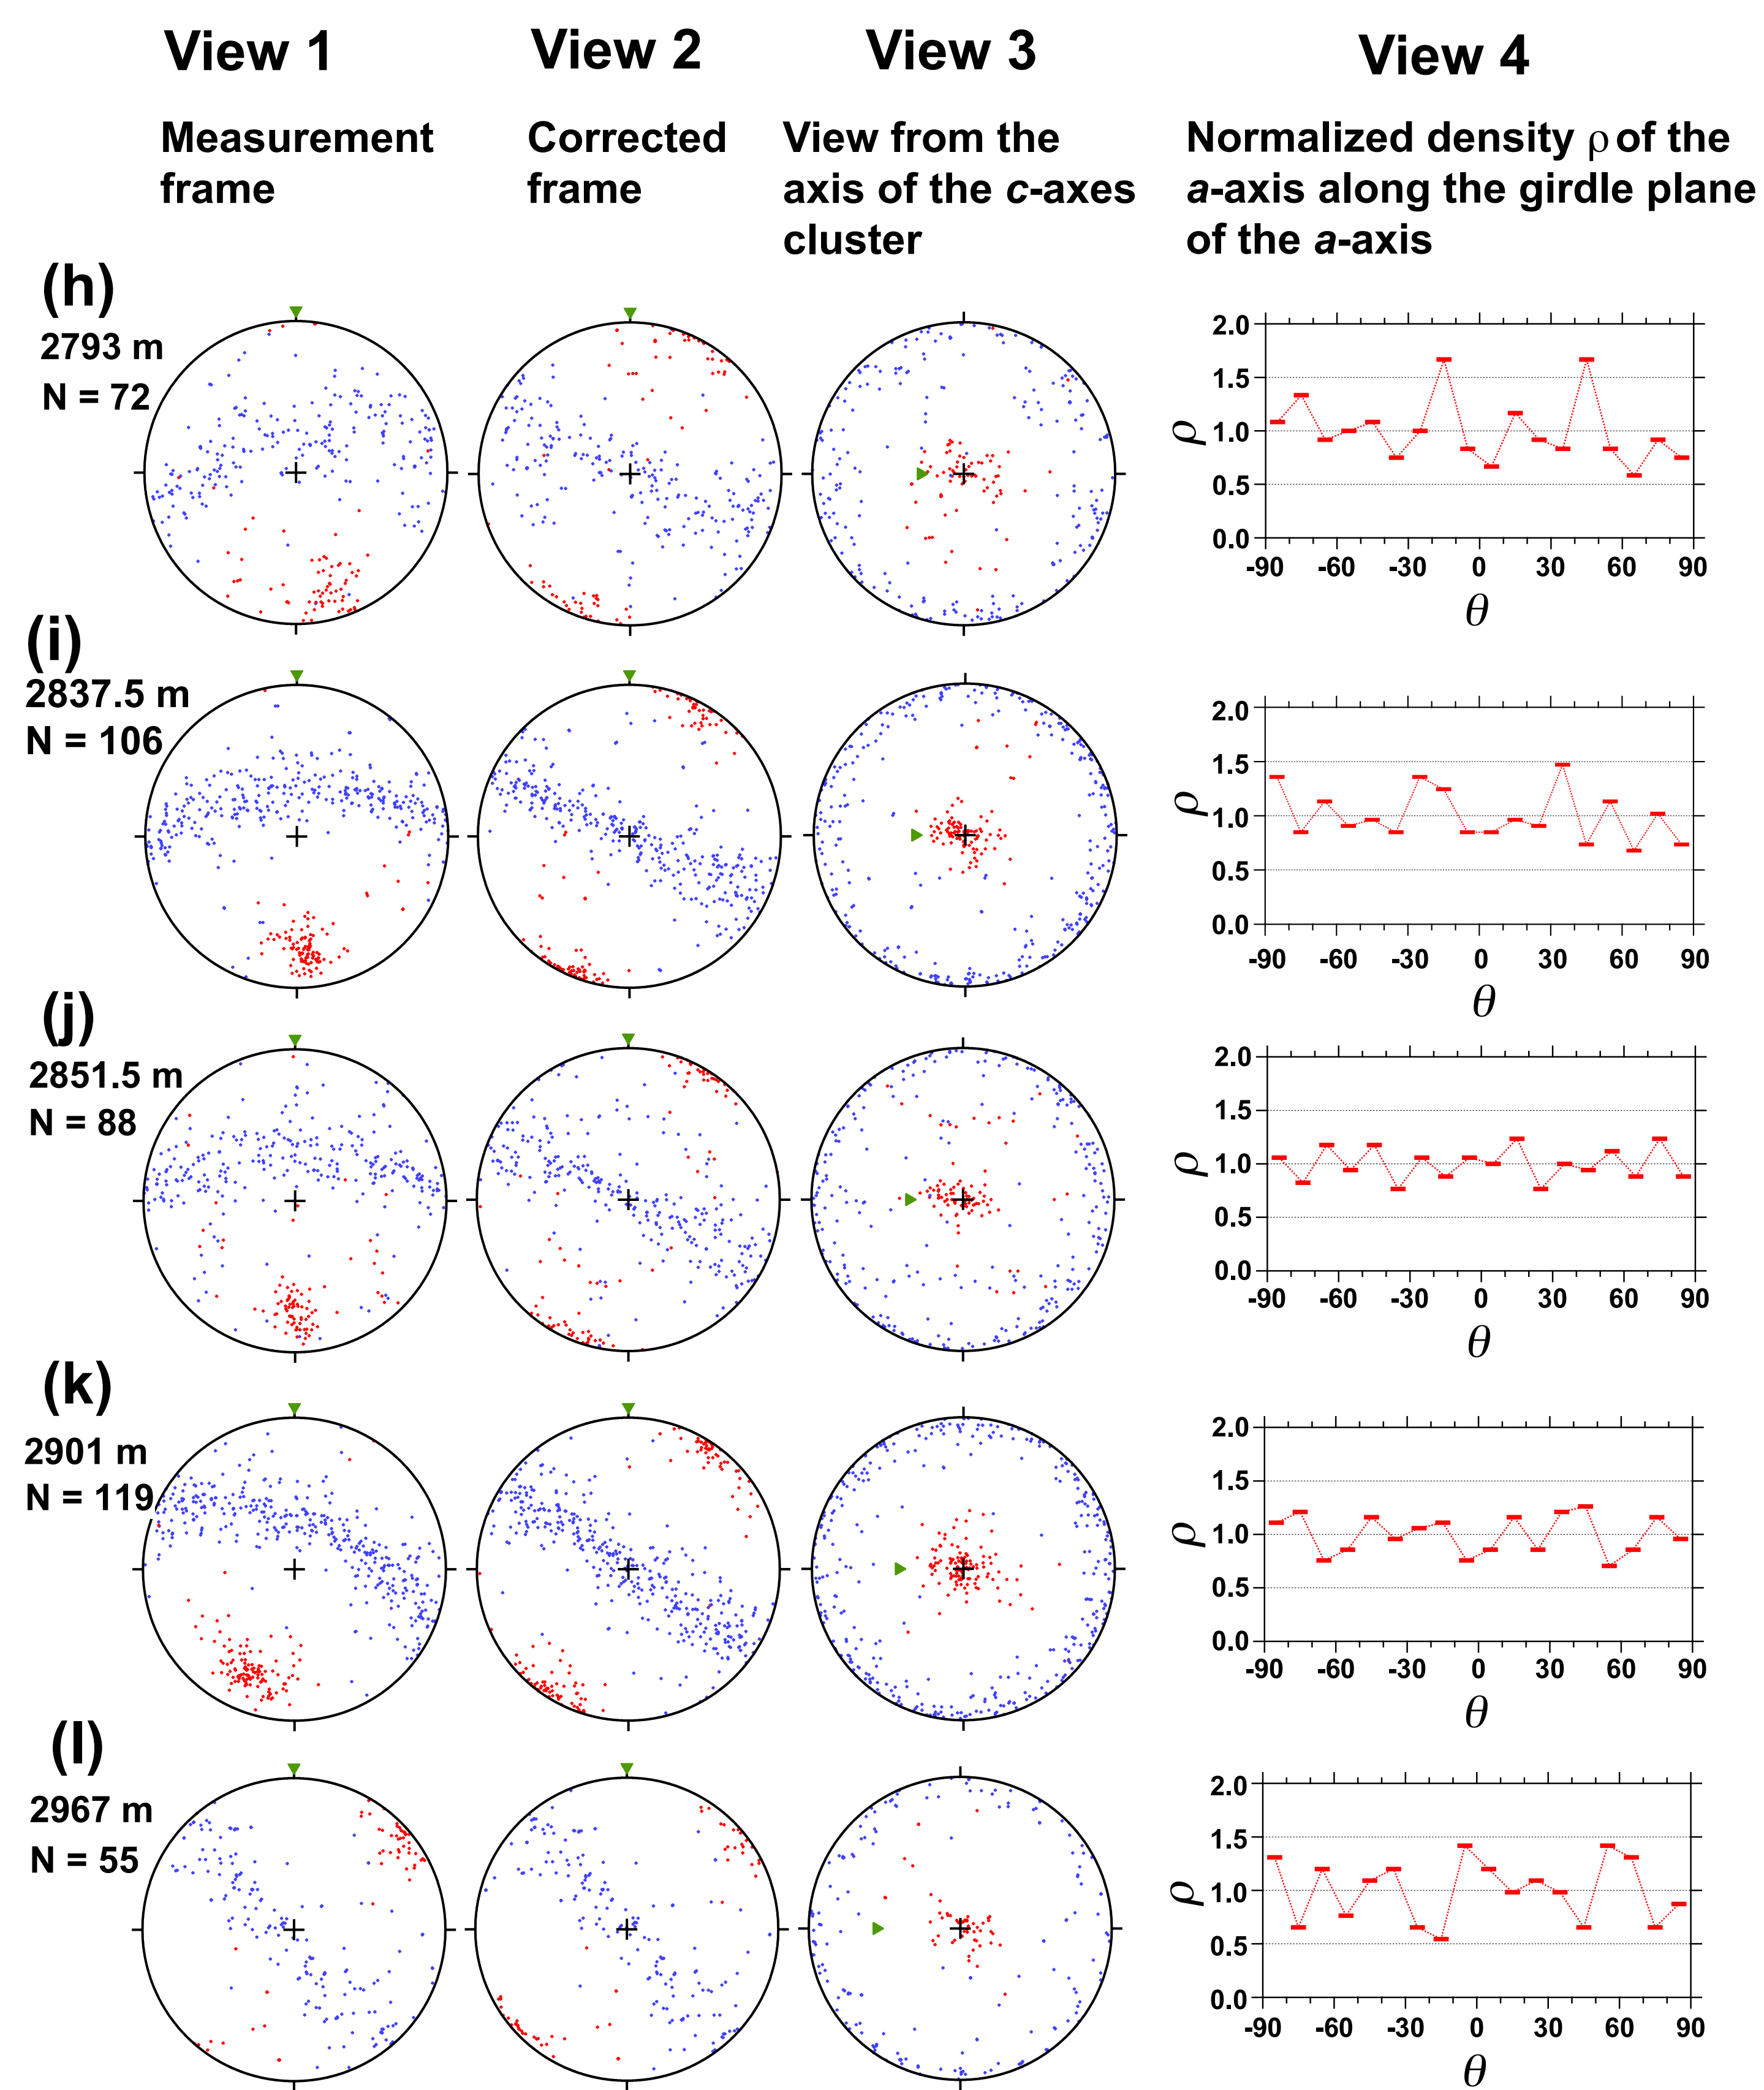 View 1 View 2 View 3 View 4
Measurement frame
Corrected frame
View from the axis of the c-axes cluster
Normalized density ρ of the a-axis along the girdle plane of the a-axis
(h)
2793 m
N = 72
2.0
1.5
1.0
0.5
0.0
ρ
-90 -60 -30 0 30 60 90
θ
(i)
2837.5 m
N = 106
2.0
1.5
1.0
0.5
0.0
ρ
-90 -60 -30 0 30 60 90
θ
(j)
2851.5 m
N = 88
2.0
1.5
1.0
0.5
0.0
ρ
-90 -60 -30 0 30 60 90
θ
(k)
2901 m
N = 119
2.0
1.5
1.0
0.5
0.0
ρ
-90 -60 -30 0 30 60 90
θ
(l)
2967 m
N = 55
2.0
1.5
1.0
0.5
0.0
ρ
-90 -60 -30 0 30 60 90
θ